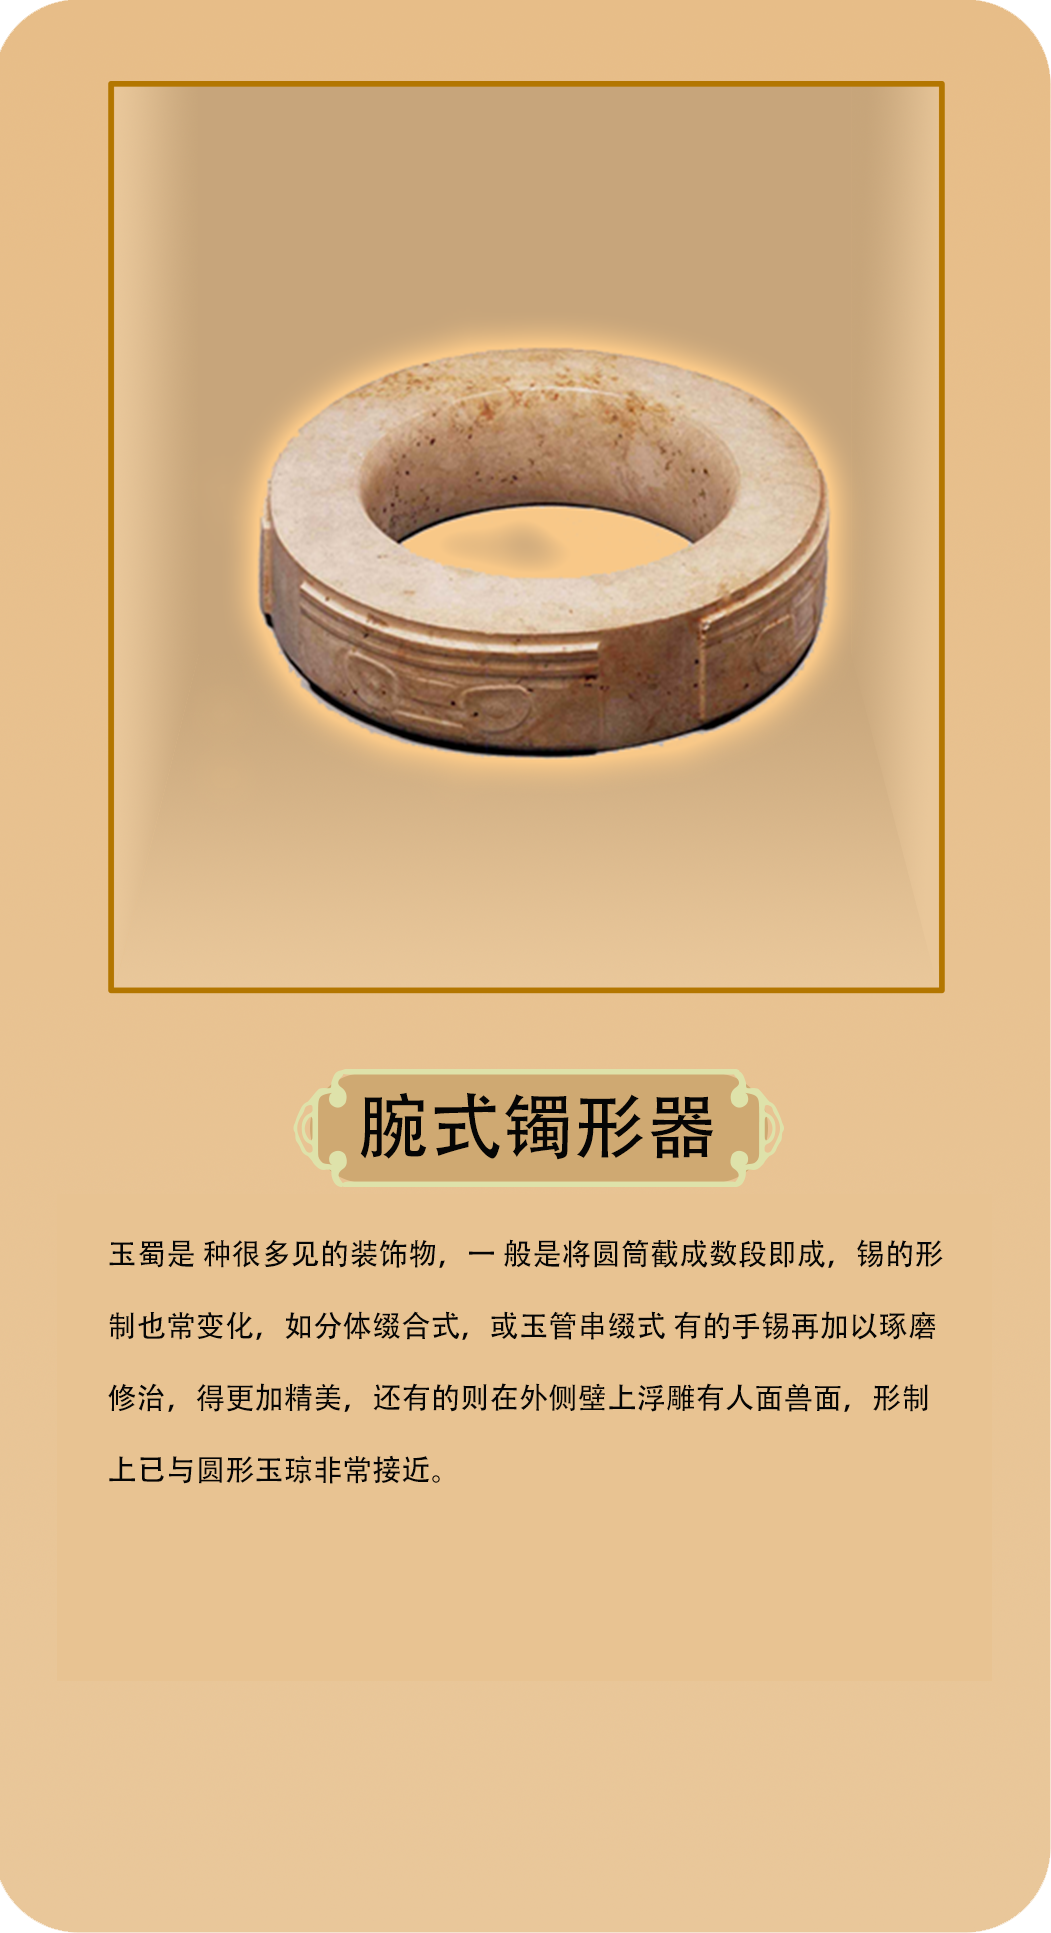 腕式镯形器
玉蜀是 种很多见的装饰物，一 般是将圆筒截成数段即成，锡的形
制也常变化，如分体缀合式，或玉管串缀式 有的手锡再加以琢磨
修治，得更加精美，还有的则在外侧壁上浮雕有人面兽面，形制
上已与圆形玉琮非常接近。